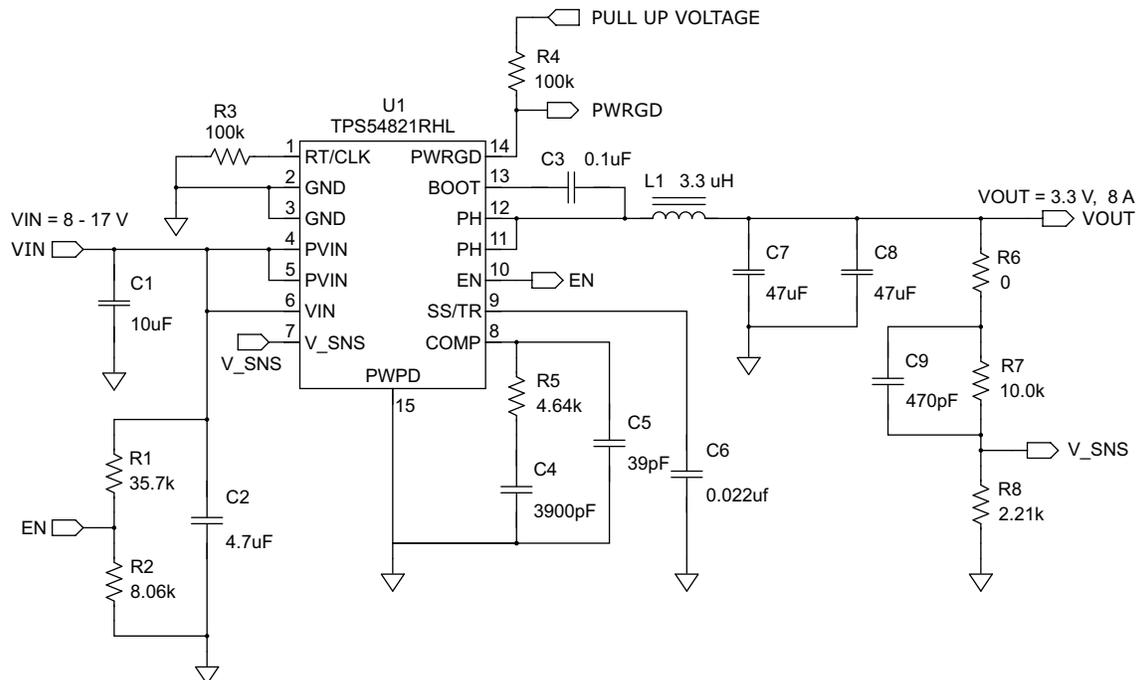 PULL UP VOLTAGE
R4
100k
PWRGD
U1
TPS54821RHL
R3
100k
1 RT/CLK PWRGD 14
2 GND BOOT 13
3 GND PH 12
4 PVIN PH 11
5 PVIN EN 10
6 VIN SS/TR 9
7 V_SNS COMP 8
PWPD
15
C3 0.1uF
L1 3.3 uH
VOUT = 3.3 V, 8 A
VOUT
VIN = 8 - 17 V
VIN
C1
10uF
V_SNS
EN
C7
47uF
C8
47uF
R6
0
C9
470pF
R7
10.0k
V_SNS
R8
2.21k
R5
4.64k
C4
3900pF
C5
39pF
C6
0.022uf
R1
35.7k
EN
R2
8.06k
C2
4.7uF